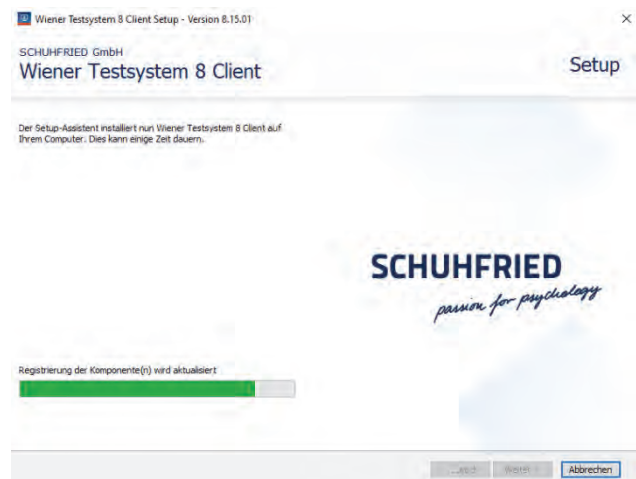 Wiener Testsystem 8 Client Setup - Version 8.15.01
SCHUHFRIED GmbH
Wiener Testsystem 8 Client
Setup
Der Setup-Assistent installiert nun Wiener Testsystem 8 Client auf
Ihrem Computer. Dies kann einige Zeit dauern.
SCHUHFRIED
passion for psychology
Registrierung der Komponente(n) wird aktualisiert
Weiter
Abbrechen